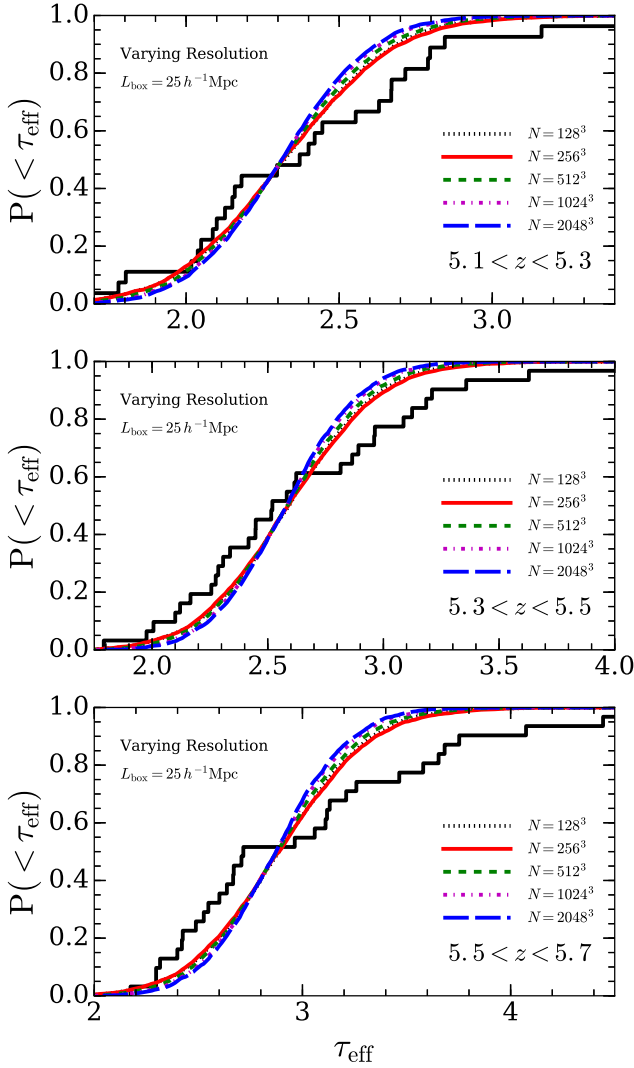 P(< τeff)
1.0
0.8
0.6
0.4
0.2
0.0
Varying Resolution
Lbox = 25 h⁻¹Mpc
N = 128³
N = 256³
N = 512³
N = 1024³
N = 2048³
5.1 < z < 5.3
2.0 2.5 3.0
P(< τeff)
1.0
0.8
0.6
0.4
0.2
0.0
Varying Resolution
Lbox = 25 h⁻¹Mpc
N = 128³
N = 256³
N = 512³
N = 1024³
N = 2048³
5.3 < z < 5.5
2.0 2.5 3.0 3.5 4.0
P(< τeff)
1.0
0.8
0.6
0.4
0.2
0.0
Varying Resolution
Lbox = 25 h⁻¹Mpc
N = 128³
N = 256³
N = 512³
N = 1024³
N = 2048³
5.5 < z < 5.7
2 3 4
τeff